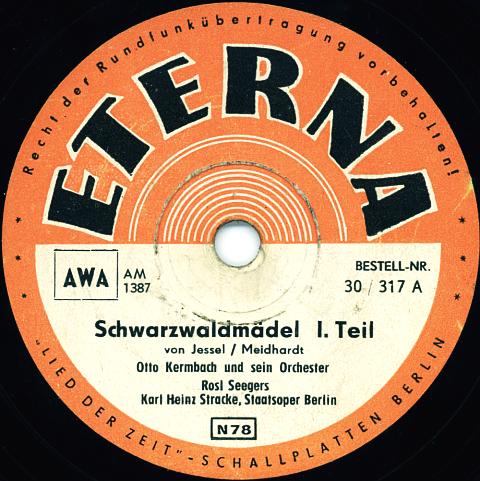 Recht der Rundfunkübertragung vorbehalten!
ETERNA
AWA
AM
1387
BESTELL-NR.
30 / 317 A
Schwarzwaldmädel I. Teil
von Jessel / Meidhardt
Otto Kermbach und sein Orchester
Rosl Seegers
Karl Heinz Stracke, Staatsoper Berlin
N78
„LIED DER ZEIT"-SCHALLPLATTEN BERLIN